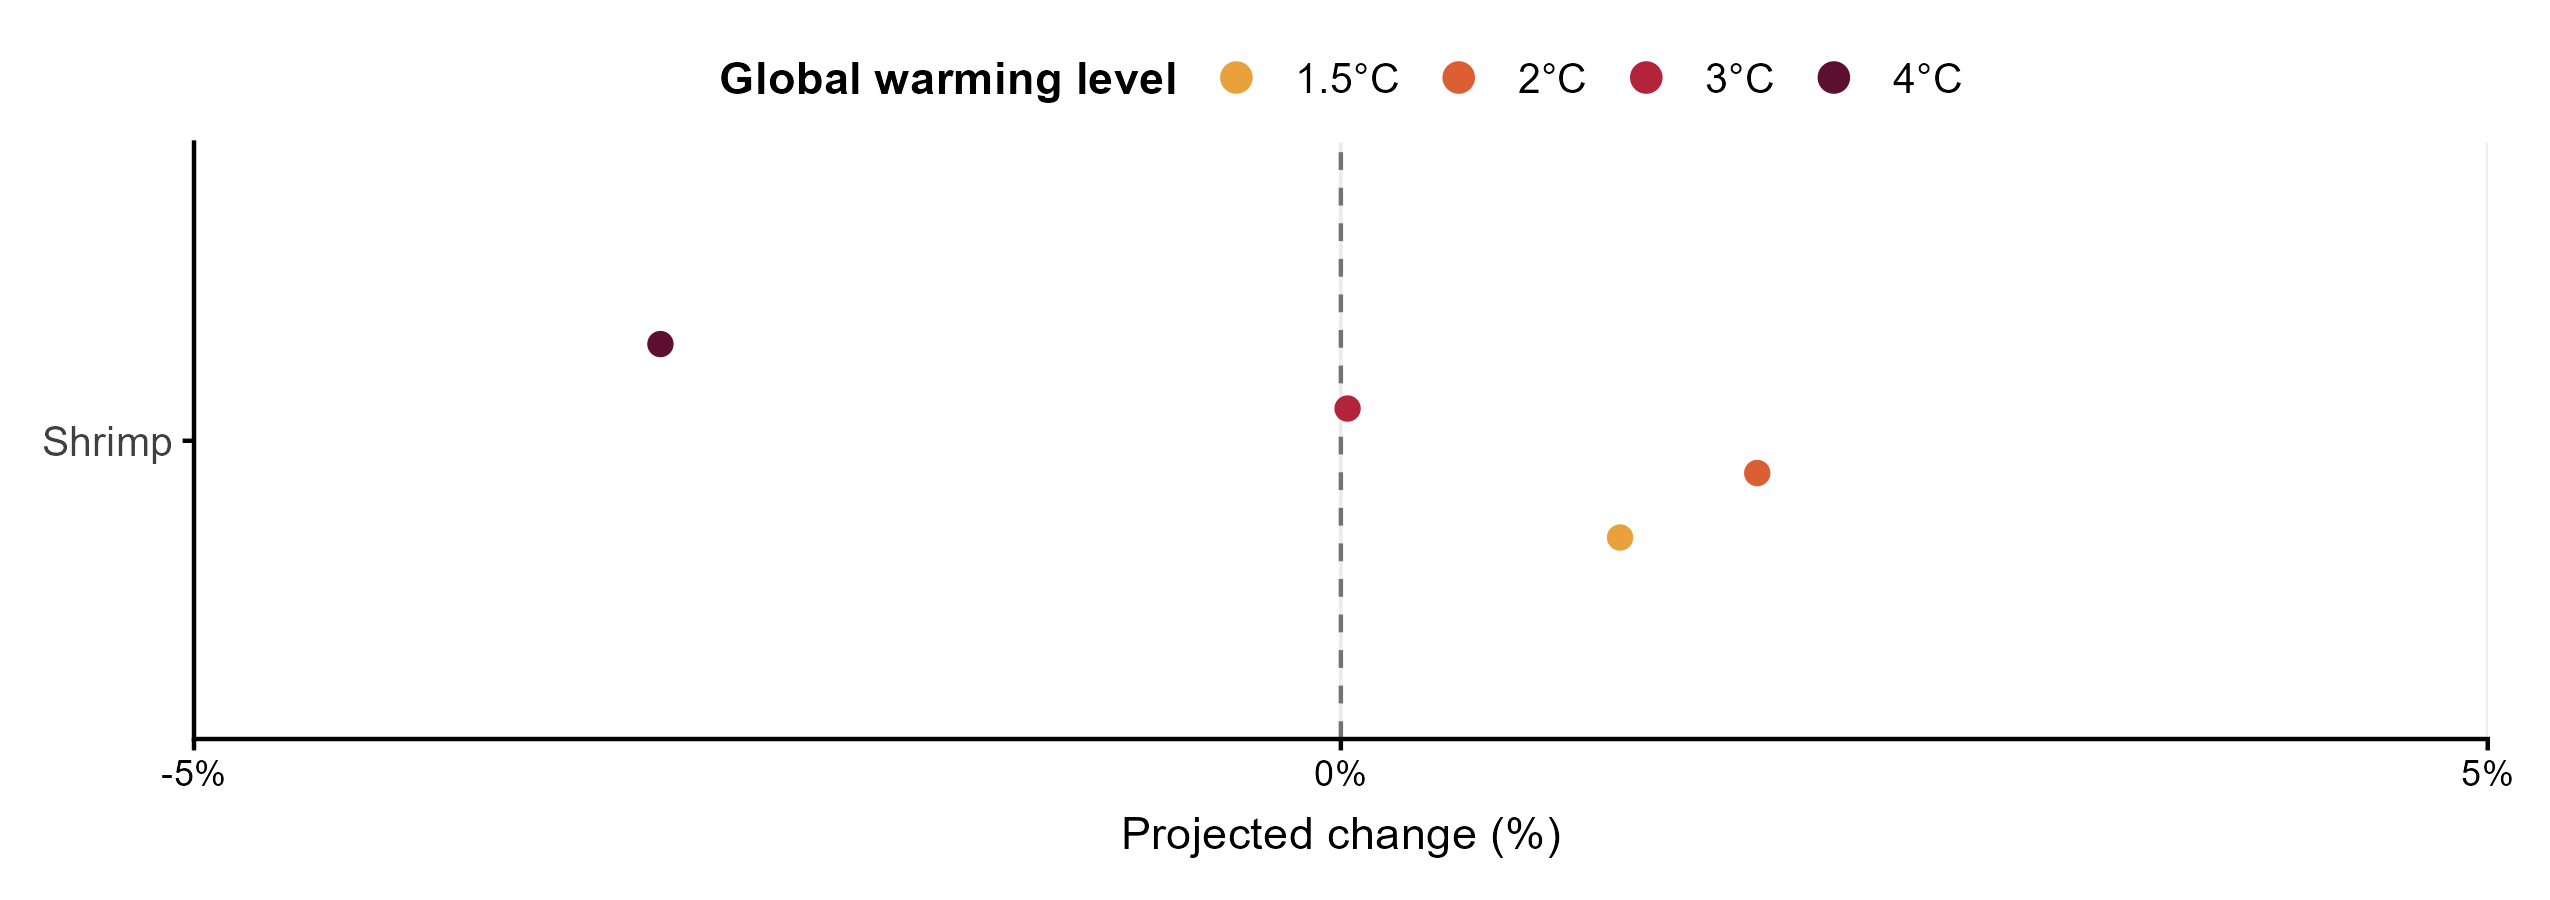 Global warming level 1.5°C 2°C 3°C 4°C
Shrimp
-5% 0% 5%
Projected change (%)